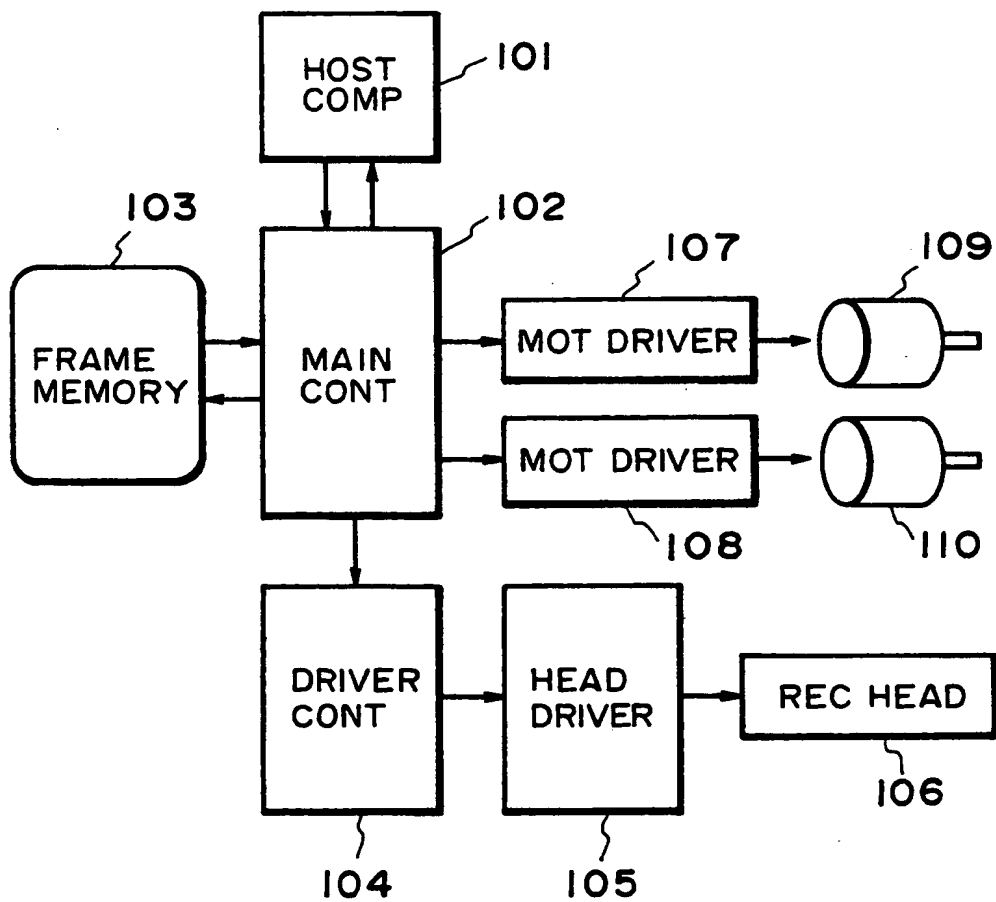 HOST
COMP
101
103
102
107
109
FRAME
MEMORY
MAIN
CONT
MOT DRIVER
MOT DRIVER
108
110
DRIVER
CONT
HEAD
DRIVER
REC HEAD
106
104
105